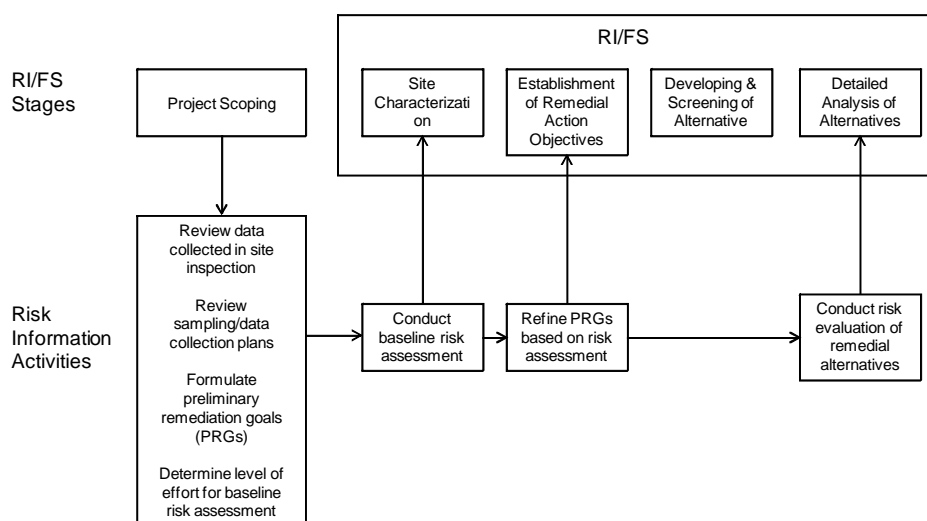 RI/FS
RI/FS
Stages
Project Scoping
Site
Characterizati
on
Establishment
of Remedial
Action
Objectives
Developing &
Screening of
Alternative
Detailed
Analysis of
Alternatives
Review data
collected in site
inspection
Review
sampling/data
collection plans
Formulate
preliminary
remediation goals
(PRGs)
Determine level of
effort for baseline
risk assessment
Risk
Information
Activities
Conduct
baseline risk
assessment
Refine PRGs
based on risk
assessment
Conduct risk
evaluation of
remedial
alternatives